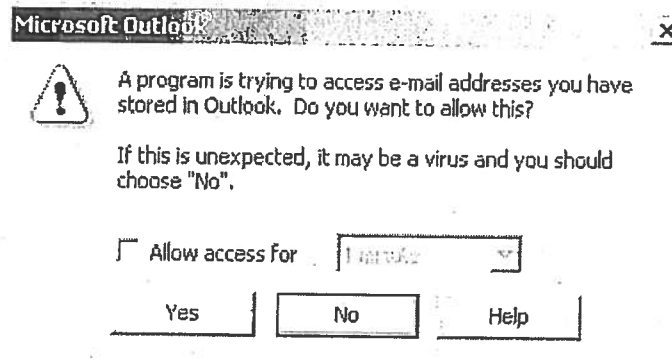 Microsoft Outlook
A program is trying to access e-mail addresses you have
stored in Outlook. Do you want to allow this?
If this is unexpected, it may be a virus and you should
choose "No".
Allow access for 1 minute
Yes No Help